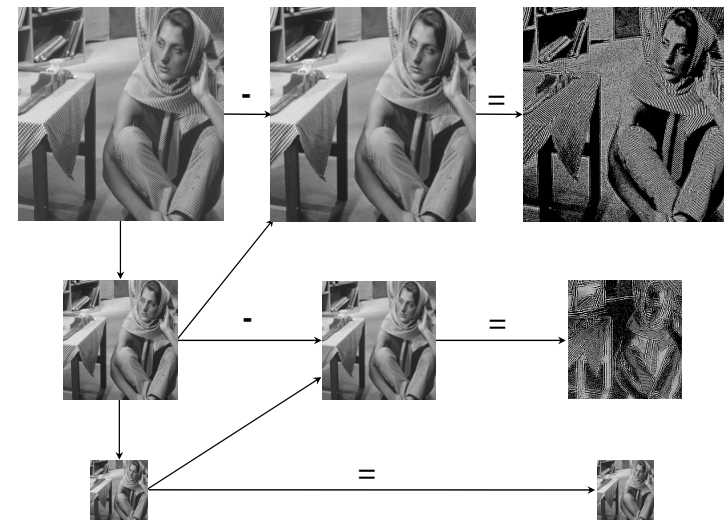 - =
- =
=